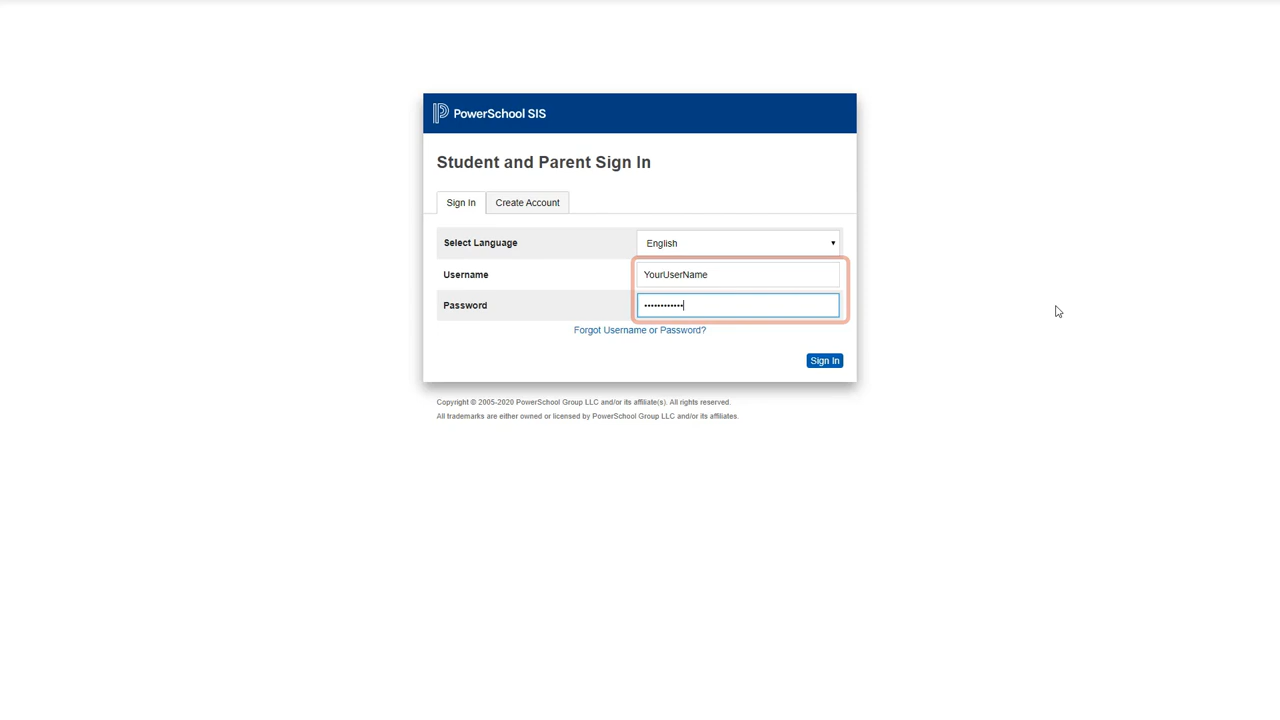 PowerSchool SIS
Student and Parent Sign In
Sign In Create Account
Select Language English
Username YourUserName
Password ••••••••••••
Forgot Username or Password?
Sign In
Copyright © 2005-2020 PowerSchool Group LLC and/or its affiliate(s). All rights reserved.
All trademarks are either owned or licensed by PowerSchool Group LLC and/or its affiliates.